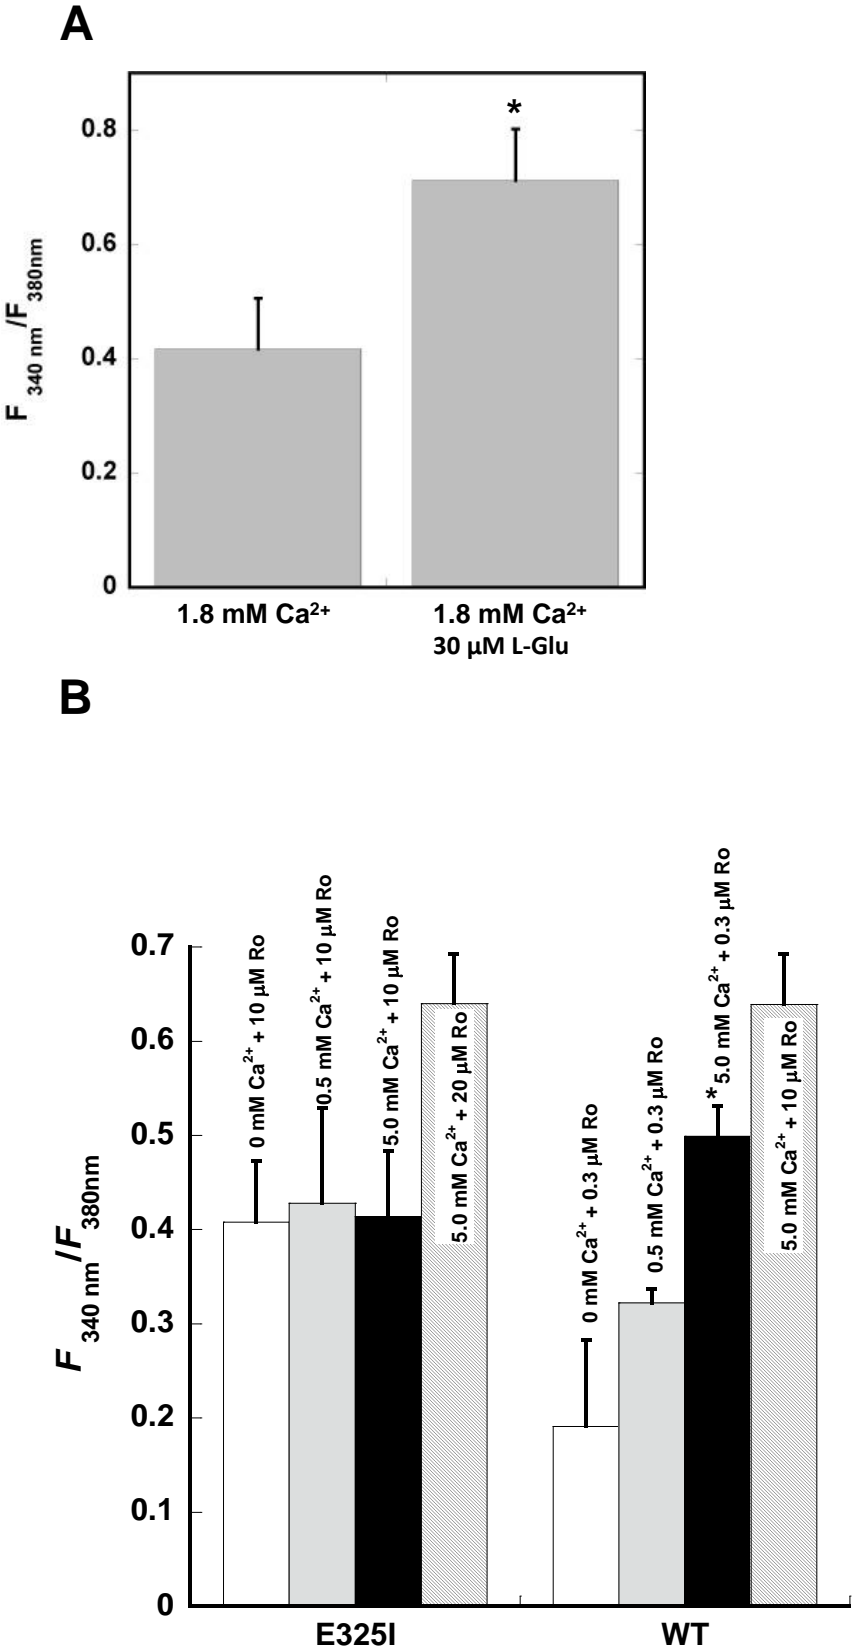 A
*
0.8
0.6
0.4
0.2
0
F 340 nm/F 380nm
1.8 mM Ca²⁺
1.8 mM Ca²⁺
30 µM L-Glu
B
0.7
0.6
0.5
0.4
0.3
0.2
0.1
0
F 340 nm/F 380nm
0 mM Ca²⁺ + 10 µM Ro
0.5 mM Ca²⁺ + 10 µM Ro
5.0 mM Ca²⁺ + 10 µM Ro
5.0 mM Ca²⁺ + 20 µM Ro
0 mM Ca²⁺ + 0.3 µM Ro
0.5 mM Ca²⁺ + 0.3 µM Ro
*
5.0 mM Ca²⁺ + 0.3 µM Ro
5.0 mM Ca²⁺ + 10 µM Ro
E325I
WT